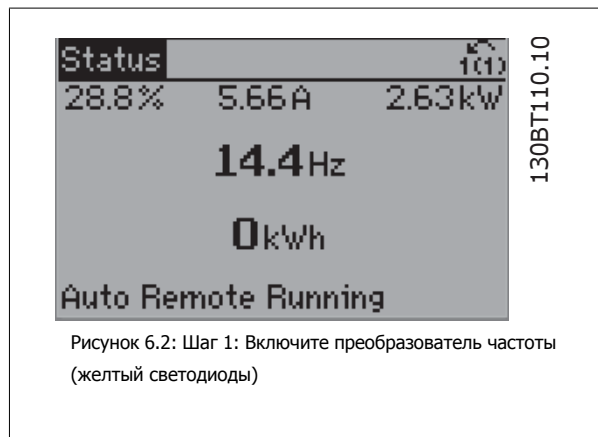 Status 1(1)
28.8% 5.66A 2.63kW
14.4Hz
0kWh
Auto Remote Running
130BT110.10
Рисунок 6.2: Шаг 1: Включите преобразователь частоты
(желтый светодиоды)